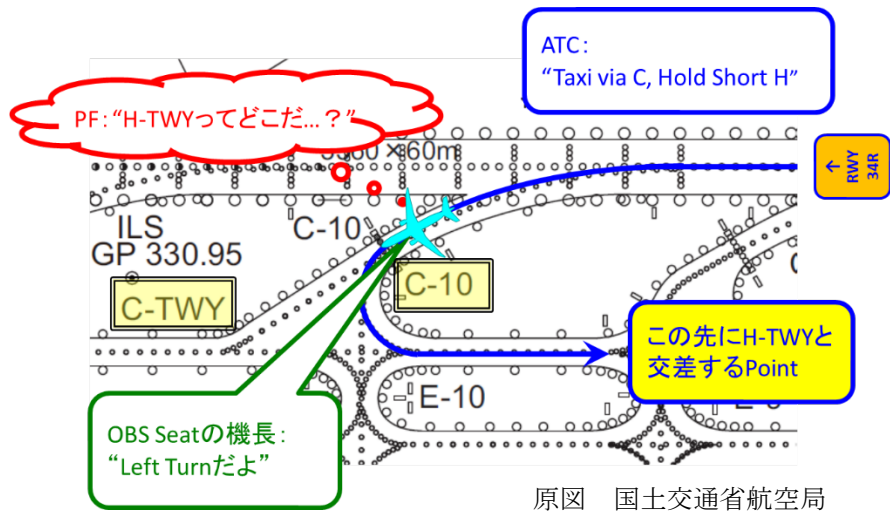 ATC：
“Taxi via C, Hold Short H”
PF：“H-TWYってどこだ…？”
×60m
←
RWY
34R
ILS
GP 330.95
C-10
C-TWY
C-10
この先にH-TWYと
交差するPoint
E-10
OBS Seatの機長：
“Left Turnだよ”
原図　国土交通省航空局